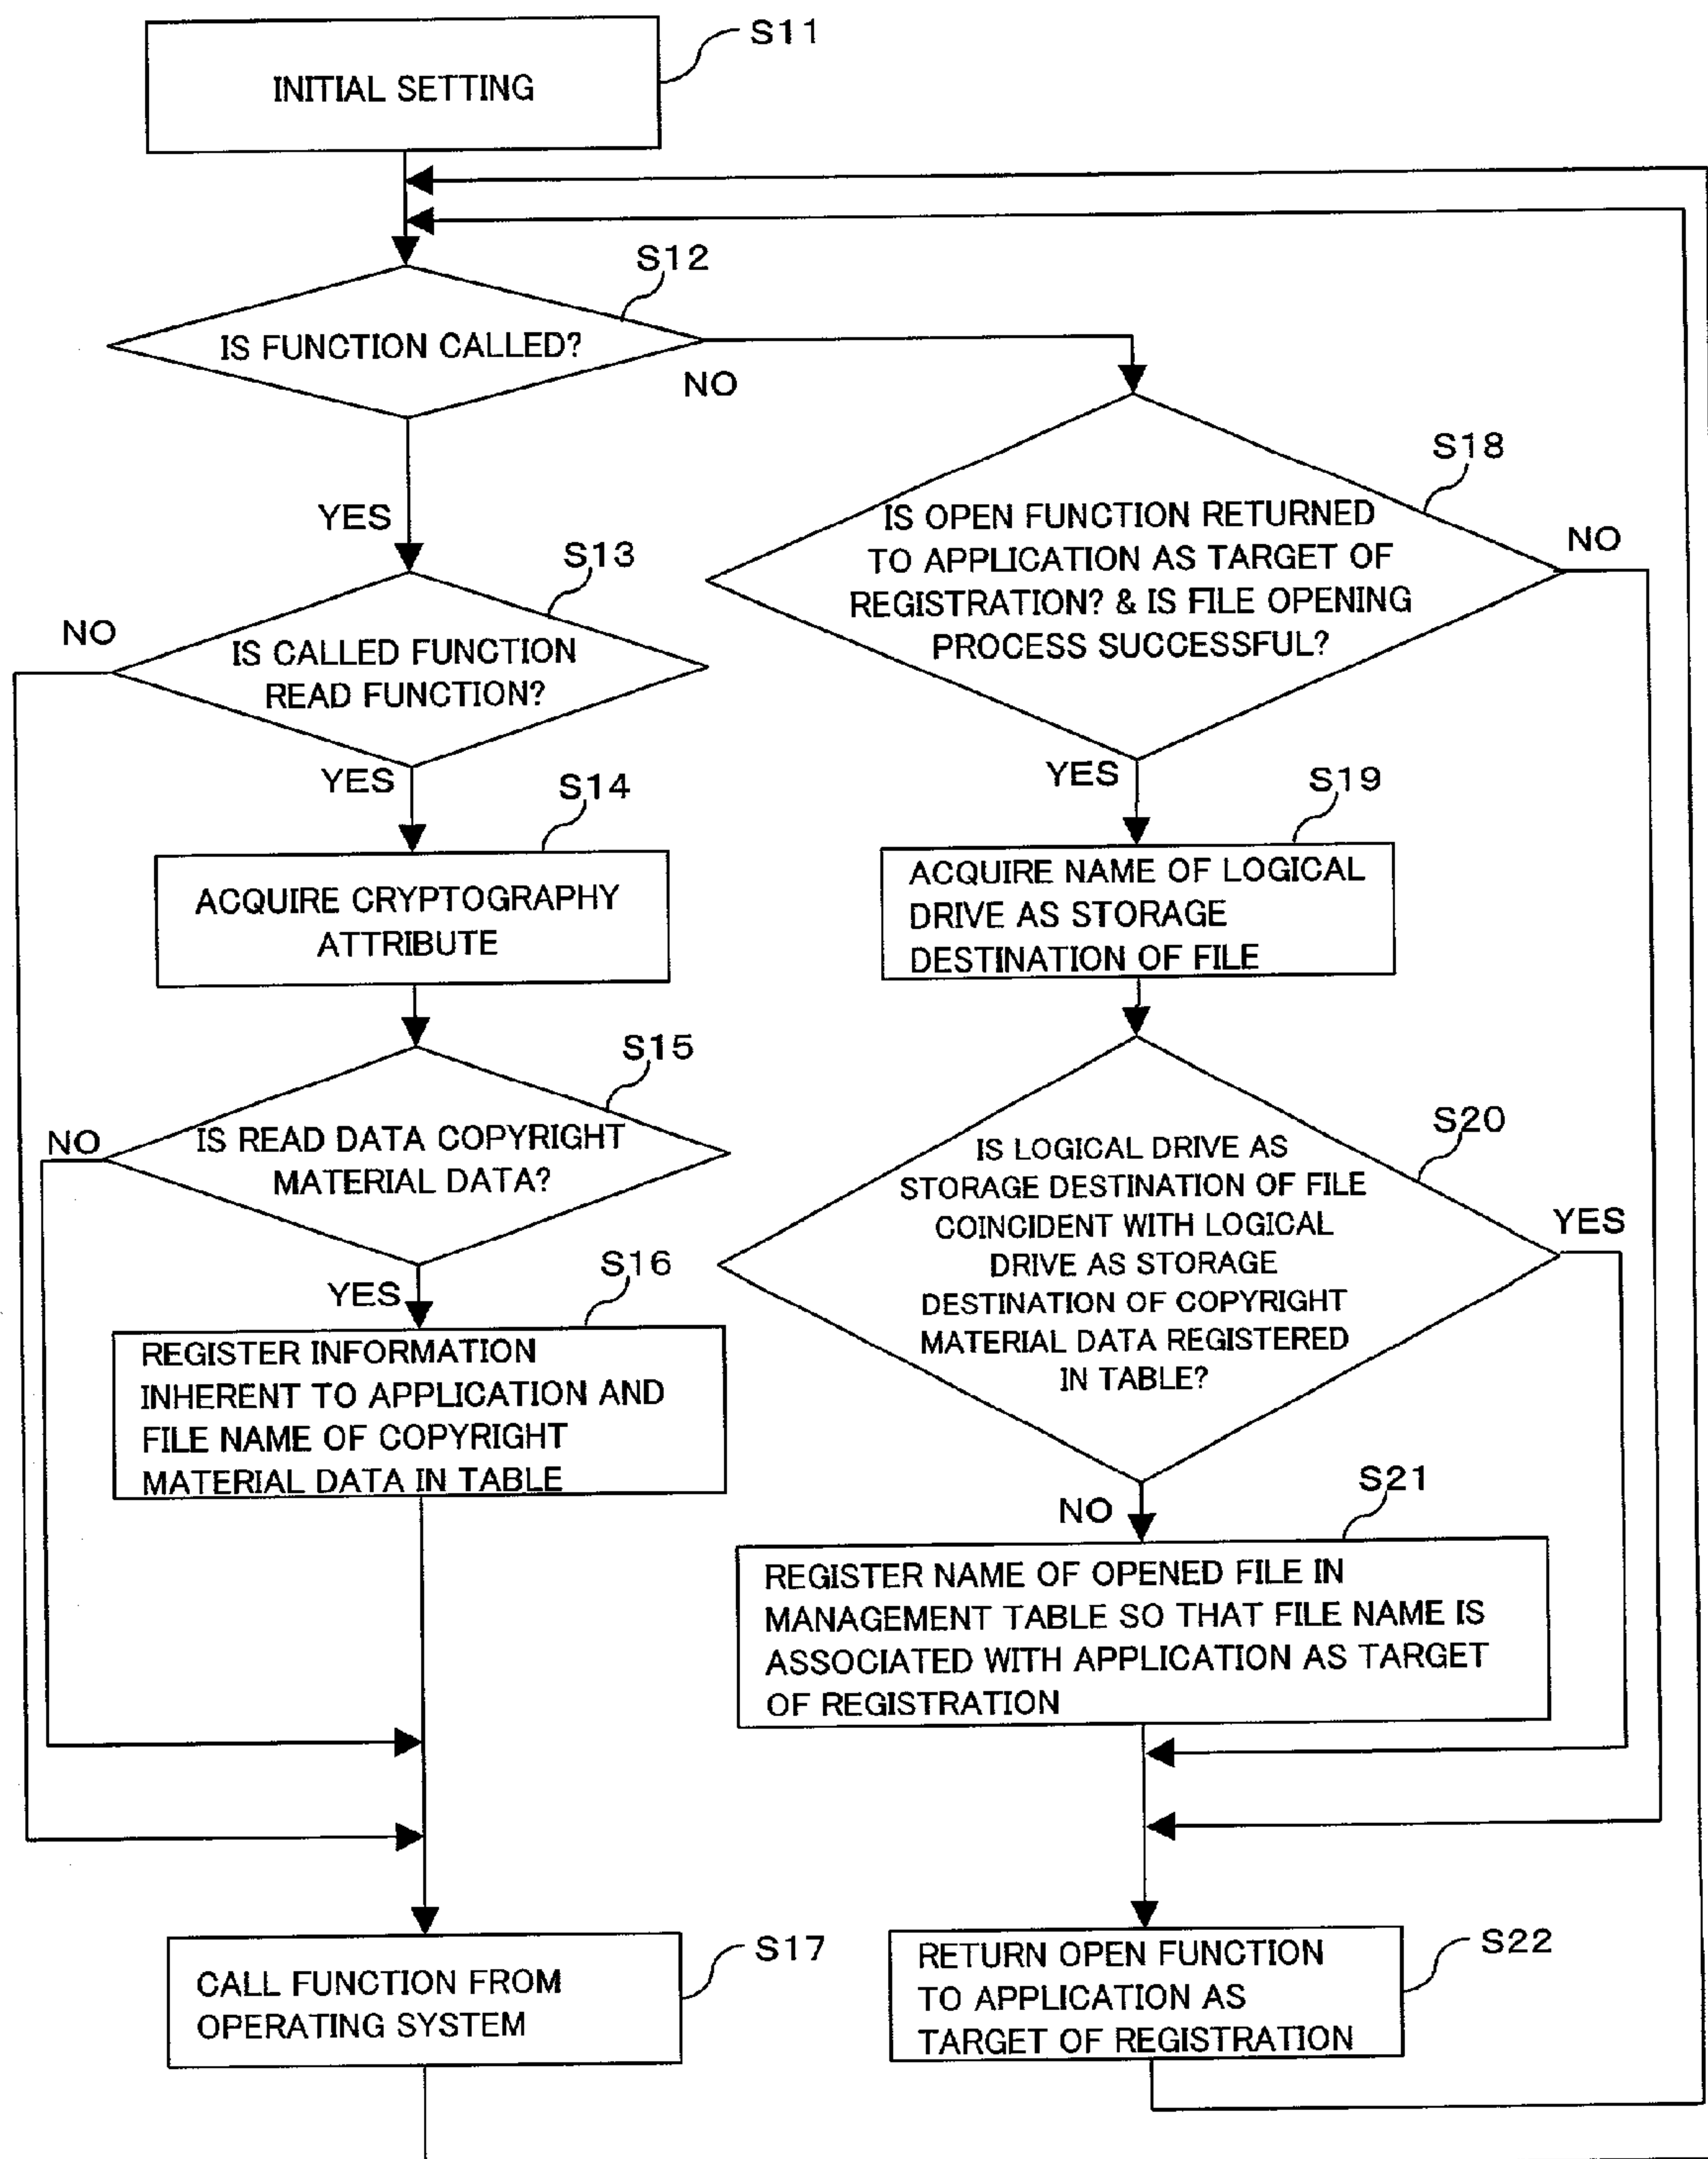 S11
INITIAL SETTING
S12
IS FUNCTION CALLED?
NO
YES
S13
NO
IS CALLED FUNCTION
READ FUNCTION?
YES
S14
ACQUIRE CRYPTOGRAPHY
ATTRIBUTE
S15
NO
IS READ DATA COPYRIGHT
MATERIAL DATA?
YES
S16
REGISTER INFORMATION
INHERENT TO APPLICATION AND
FILE NAME OF COPYRIGHT
MATERIAL DATA IN TABLE
S17
CALL FUNCTION FROM
OPERATING SYSTEM
S18
IS OPEN FUNCTION RETURNED
TO APPLICATION AS TARGET OF
REGISTRATION? & IS FILE OPENING
PROCESS SUCCESSFUL?
NO
YES
S19
ACQUIRE NAME OF LOGICAL
DRIVE AS STORAGE
DESTINATION OF FILE
S20
IS LOGICAL DRIVE AS
STORAGE DESTINATION OF FILE
COINCIDENT WITH LOGICAL
DRIVE AS STORAGE
DESTINATION OF COPYRIGHT
MATERIAL DATA REGISTERED
IN TABLE?
YES
NO
S21
REGISTER NAME OF OPENED FILE IN
MANAGEMENT TABLE SO THAT FILE NAME IS
ASSOCIATED WITH APPLICATION AS TARGET
OF REGISTRATION
S22
RETURN OPEN FUNCTION
TO APPLICATION AS
TARGET OF REGISTRATION